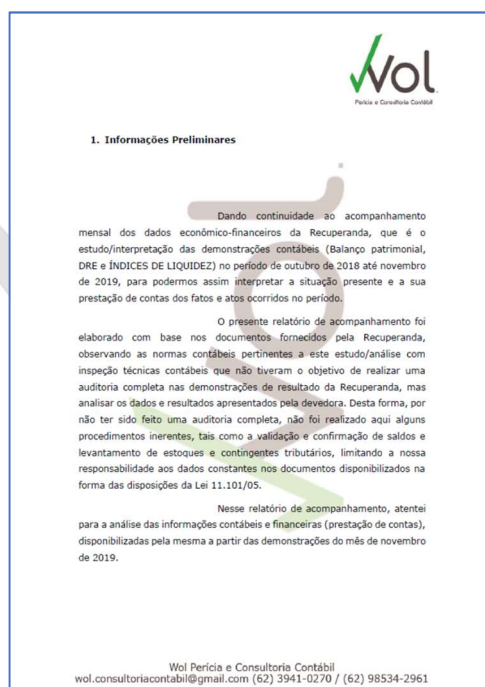 Wol.
Perícia e Consultoria Contábil
1. Informações Preliminares
Dando continuidade ao acompanhamento
mensal dos dados econômico-financeiros da Recuperanda, que é o
estudo/interpretação das demonstrações contábeis (Balanço patrimonial,
DRE e ÍNDICES DE LIQUIDEZ) no período de outubro de 2018 até novembro
de 2019, para podermos assim interpretar a situação presente e a sua
prestação de contas dos fatos e atos ocorridos no período.
O presente relatório de acompanhamento foi
elaborado com base nos documentos fornecidos pela Recuperanda,
observando as normas contábeis pertinentes a este estudo/análise com
inspeção técnicas contábeis que não tiveram o objetivo de realizar uma
auditoria completa nas demonstrações de resultado da Recuperanda, mas
analisar os dados e resultados apresentados pela devedora. Desta forma, por
não ter sido feito uma auditoria completa, não foi realizado aqui alguns
procedimentos inerentes, tais como a validação e confirmação de saldos e
levantamento de estoques e contingentes tributários, limitando a nossa
responsabilidade aos dados constantes nos documentos disponibilizados na
forma das disposições da Lei 11.101/05.
Nesse relatório de acompanhamento, atentei
para a análise das informações contábeis e financeiras (prestação de contas),
disponibilizadas pela mesma a partir das demonstrações do mês de novembro
de 2019.
Wol Perícia e Consultoria Contábil
wol.consultoriacontabil@gmail.com (62) 3941-0270 / (62) 98534-2961